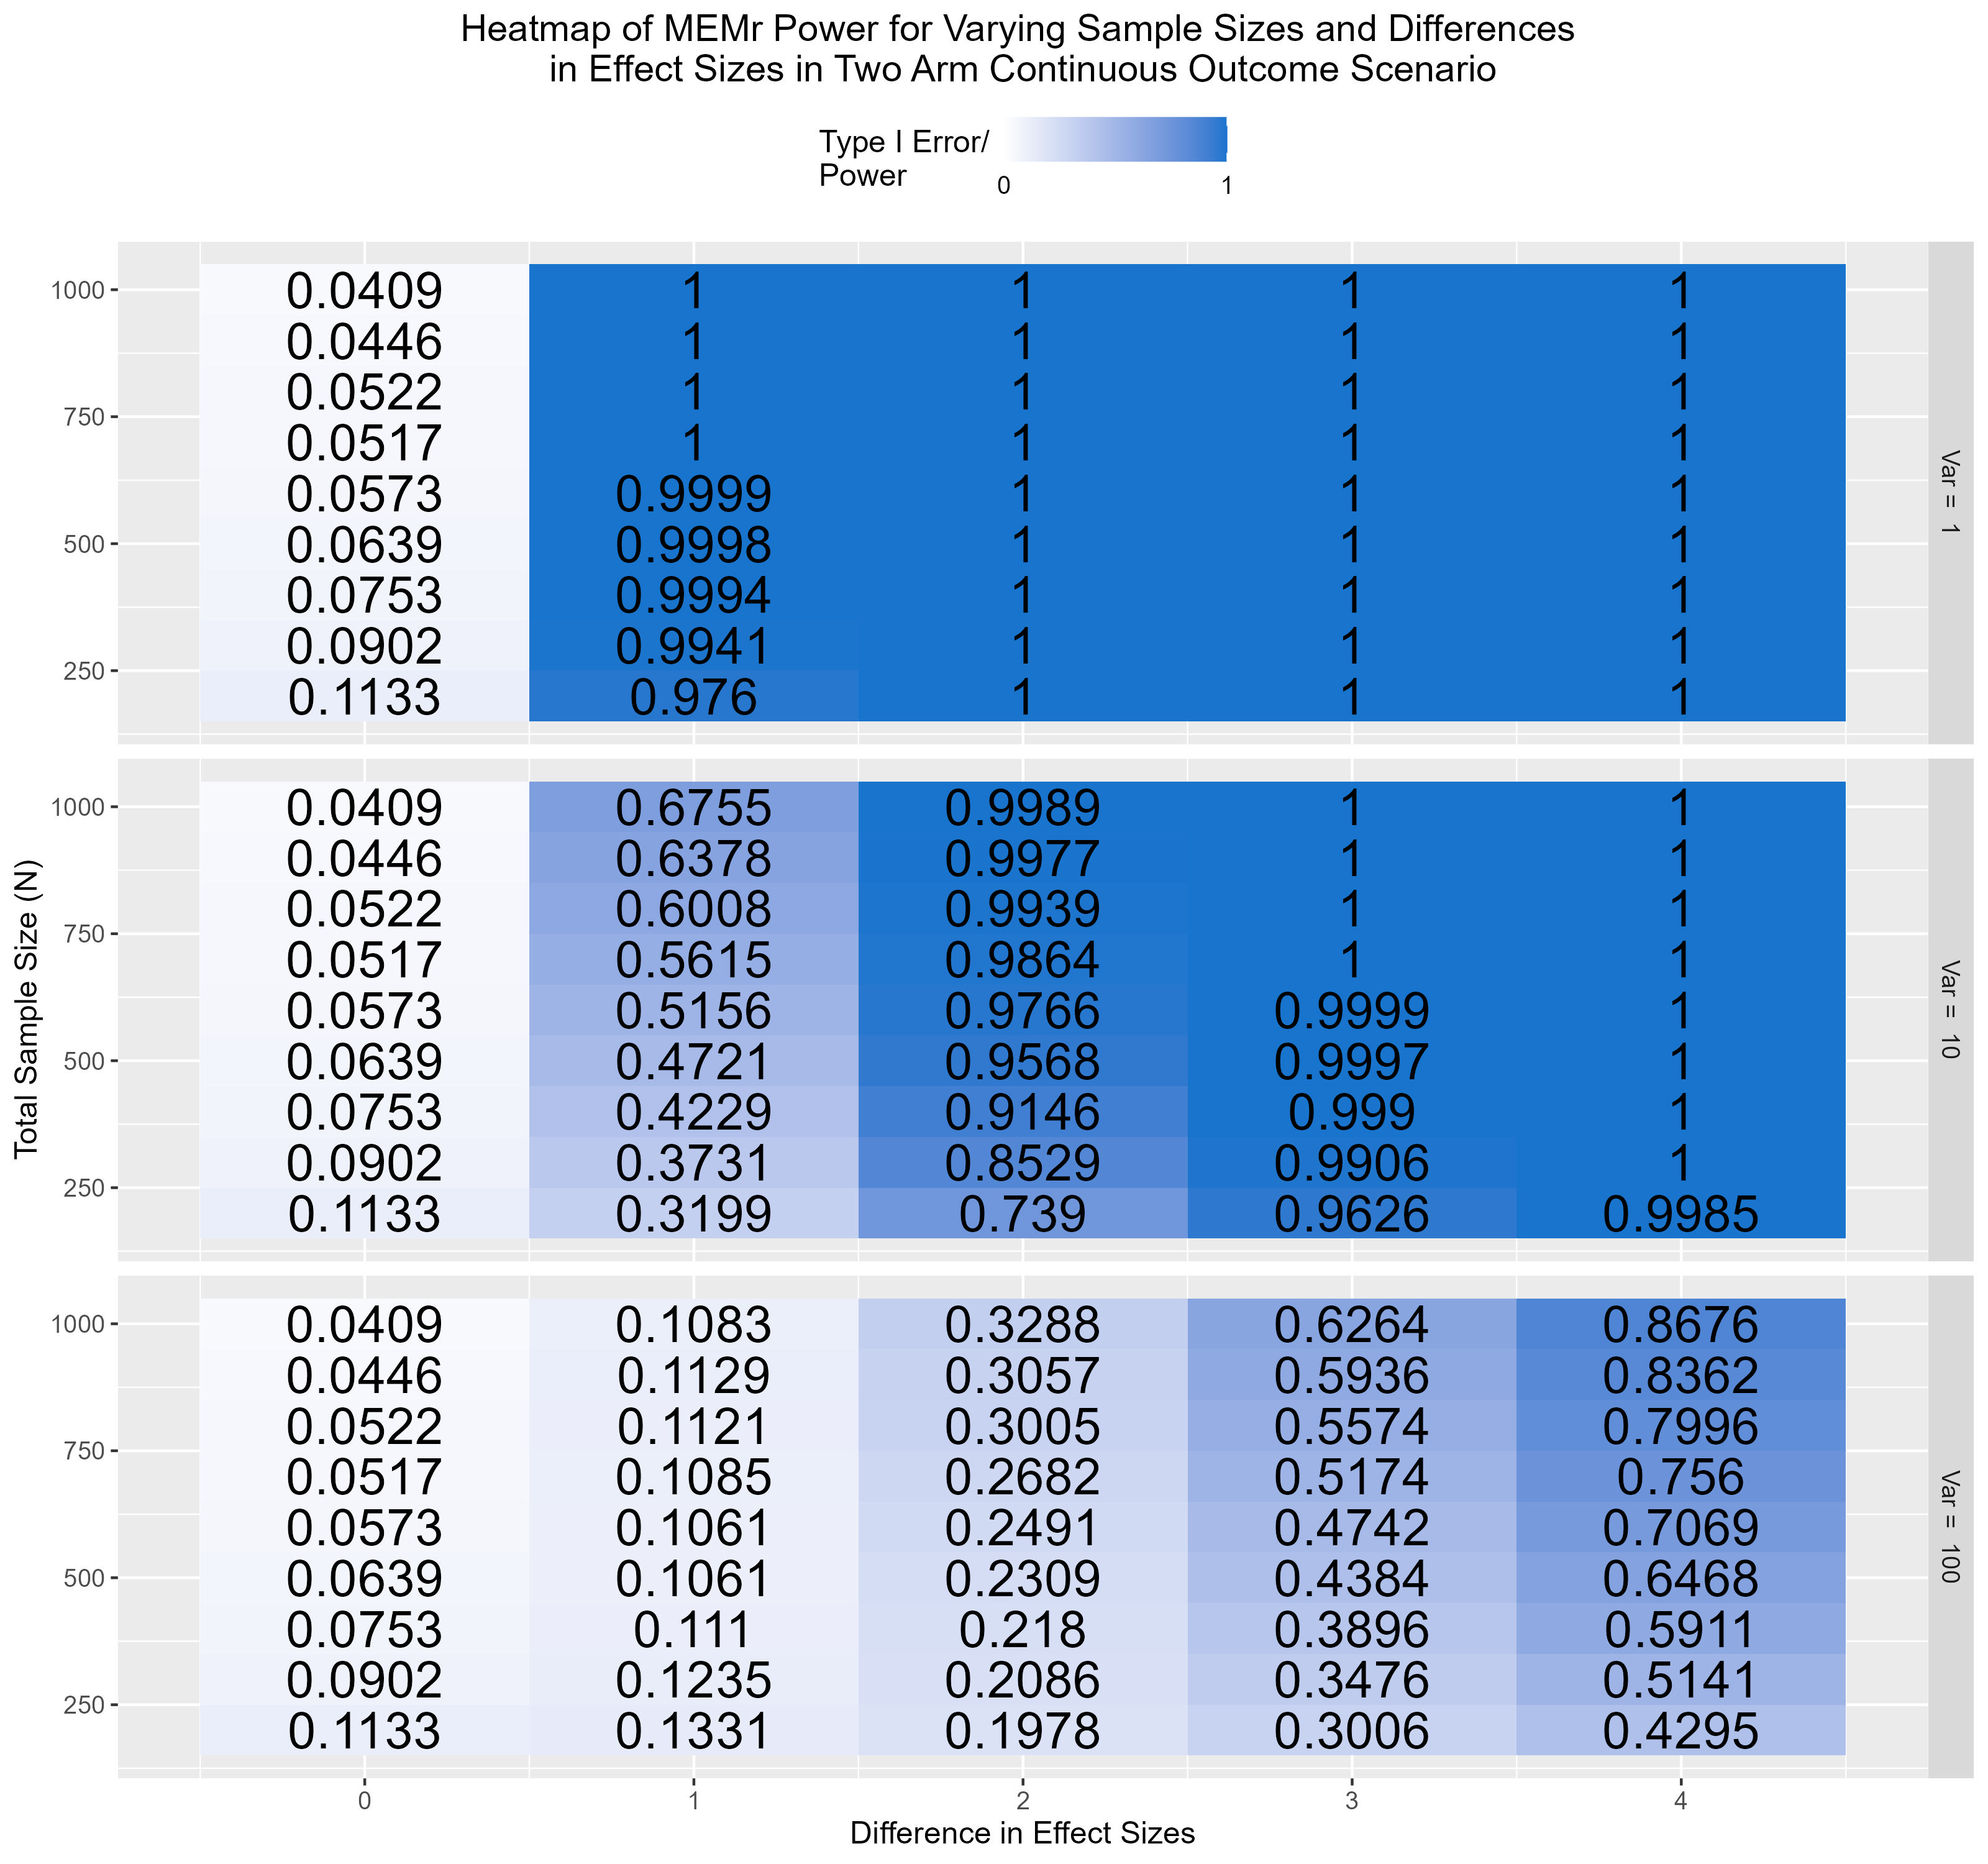 Heatmap of MEMr Power for Varying Sample Sizes and Differences
in Effect Sizes in Two Arm Continuous Outcome Scenario
Type I Error/
Power
0 1
Total Sample Size (N)
Var = 1
1000
750
500
250
0.0409 1 1 1 1
0.0446 1 1 1 1
0.0522 1 1 1 1
0.0517 1 1 1 1
0.0573 0.9999 1 1 1
0.0639 0.9998 1 1 1
0.0753 0.9994 1 1 1
0.0902 0.9941 1 1 1
0.1133 0.976 1 1 1
Var = 10
1000
750
500
250
0.0409 0.6755 0.9989 1 1
0.0446 0.6378 0.9977 1 1
0.0522 0.6008 0.9939 1 1
0.0517 0.5615 0.9864 1 1
0.0573 0.5156 0.9766 0.9999 1
0.0639 0.4721 0.9568 0.9997 1
0.0753 0.4229 0.9146 0.999 1
0.0902 0.3731 0.8529 0.9906 1
0.1133 0.3199 0.739 0.9626 0.9985
Var = 100
1000
750
500
250
0.0409 0.1083 0.3288 0.6264 0.8676
0.0446 0.1129 0.3057 0.5936 0.8362
0.0522 0.1121 0.3005 0.5574 0.7996
0.0517 0.1085 0.2682 0.5174 0.756
0.0573 0.1061 0.2491 0.4742 0.7069
0.0639 0.1061 0.2309 0.4384 0.6468
0.0753 0.111 0.218 0.3896 0.5911
0.0902 0.1235 0.2086 0.3476 0.5141
0.1133 0.1331 0.1978 0.3006 0.4295
0 1 2 3 4
Difference in Effect Sizes